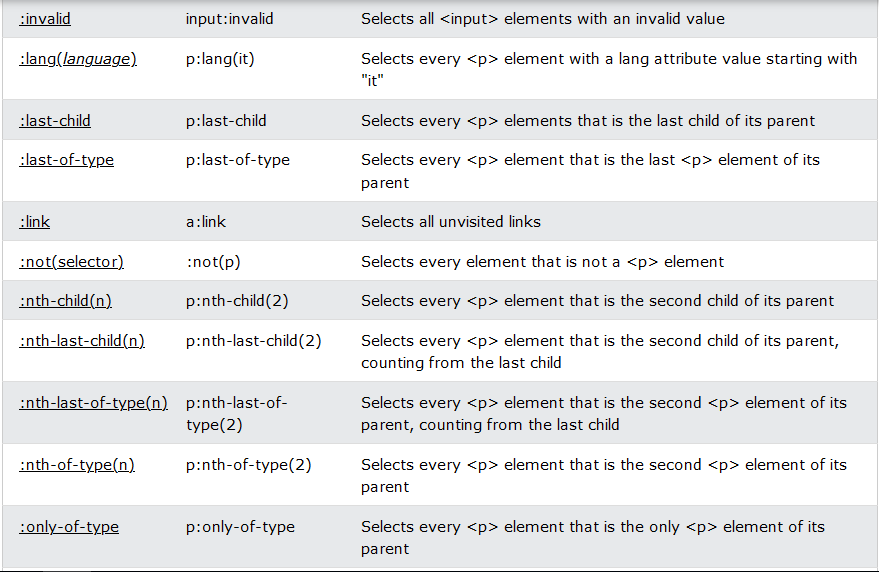 :invalid input:invalid Selects all <input> elements with an invalid value
:lang(language) p:lang(it) Selects every <p> element with a lang attribute value starting with
"it"
:last-child p:last-child Selects every <p> elements that is the last child of its parent
:last-of-type p:last-of-type Selects every <p> element that is the last <p> element of its
parent
:link a:link Selects all unvisited links
:not(selector) :not(p) Selects every element that is not a <p> element
:nth-child(n) p:nth-child(2) Selects every <p> element that is the second child of its parent
:nth-last-child(n) p:nth-last-child(2) Selects every <p> element that is the second child of its parent,
counting from the last child
:nth-last-of-type(n) p:nth-last-of- Selects every <p> element that is the second <p> element of its
type(2) parent, counting from the last child
:nth-of-type(n) p:nth-of-type(2) Selects every <p> element that is the second <p> element of its
parent
:only-of-type p:only-of-type Selects every <p> element that is the only <p> element of its
parent